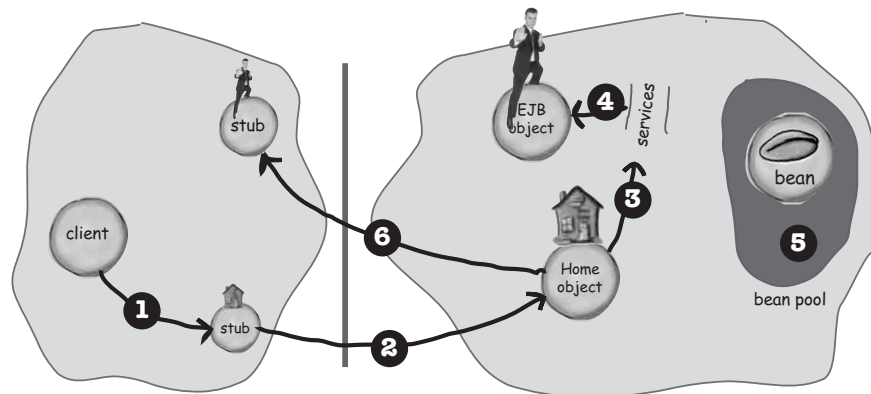 stub
EJB
object
4
services
bean
client
3
6
5
Home
object
bean pool
1
stub
2